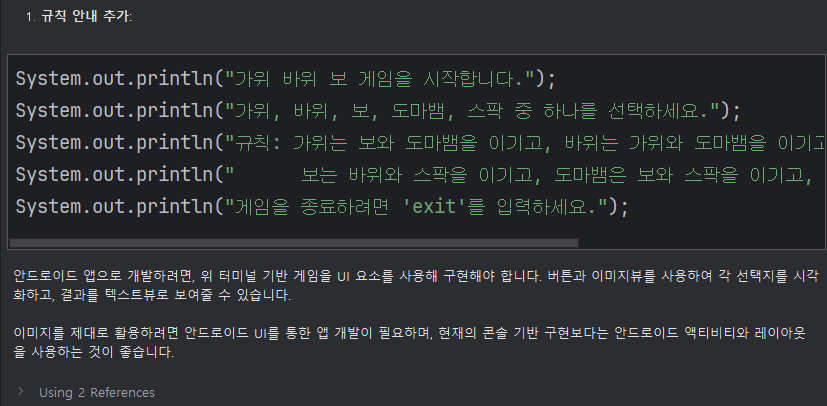 1. 규칙 안내 추가:
System.out.println("가위 바위 보 게임을 시작합니다.");
System.out.println("가위, 바위, 보, 도마뱀, 스팍 중 하나를 선택하세요.");
System.out.println("규칙: 가위는 보와 도마뱀을 이기고, 바위는 가위와 도마뱀을 이기고
System.out.println("      보는 바위와 스팍을 이기고, 도마뱀은 보와 스팍을 이기고,
System.out.println("게임을 종료하려면 'exit'를 입력하세요.");
안드로이드 앱으로 개발하려면, 위 터미널 기반 게임을 UI 요소를 사용해 구현해야 합니다. 버튼과 이미지뷰를 사용하여 각 선택지를 시각
화하고, 결과를 텍스트뷰로 보여줄 수 있습니다.
이미지를 제대로 활용하려면 안드로이드 UI를 통한 앱 개발이 필요하며, 현재의 콘솔 기반 구현보다는 안드로이드 액티비티와 레이아웃
을 사용하는 것이 좋습니다.
Using 2 References